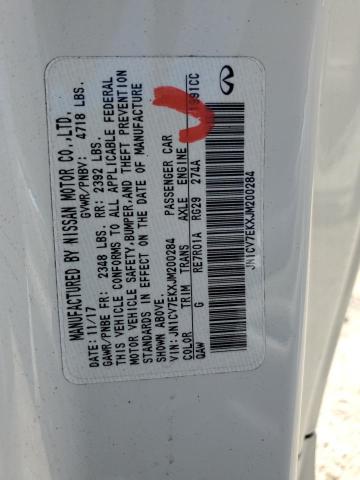 MANUFACTURED BY NISSAN MOTOR CO.,LTD.
DATE: 11/17 GVWR/PNBV: 4718 LBS.
GAWR/PNBE FR: 2348 LBS. RR: 2392 LBS.
THIS VEHICLE CONFORMS TO ALL APPLICABLE FEDERAL
MOTOR VEHICLE SAFETY,BUMPER,AND THEFT PREVENTION
STANDARDS IN EFFECT ON THE DATE OF MANUFACTURE
SHOWN ABOVE.
VIN:JN1CV7EKXJM200284 PASSENGER CAR
COLOR TRIM TRANS AXLE ENGINE
QAW G RE7R01A RG29 274A
JN1CV7EKXJM200284